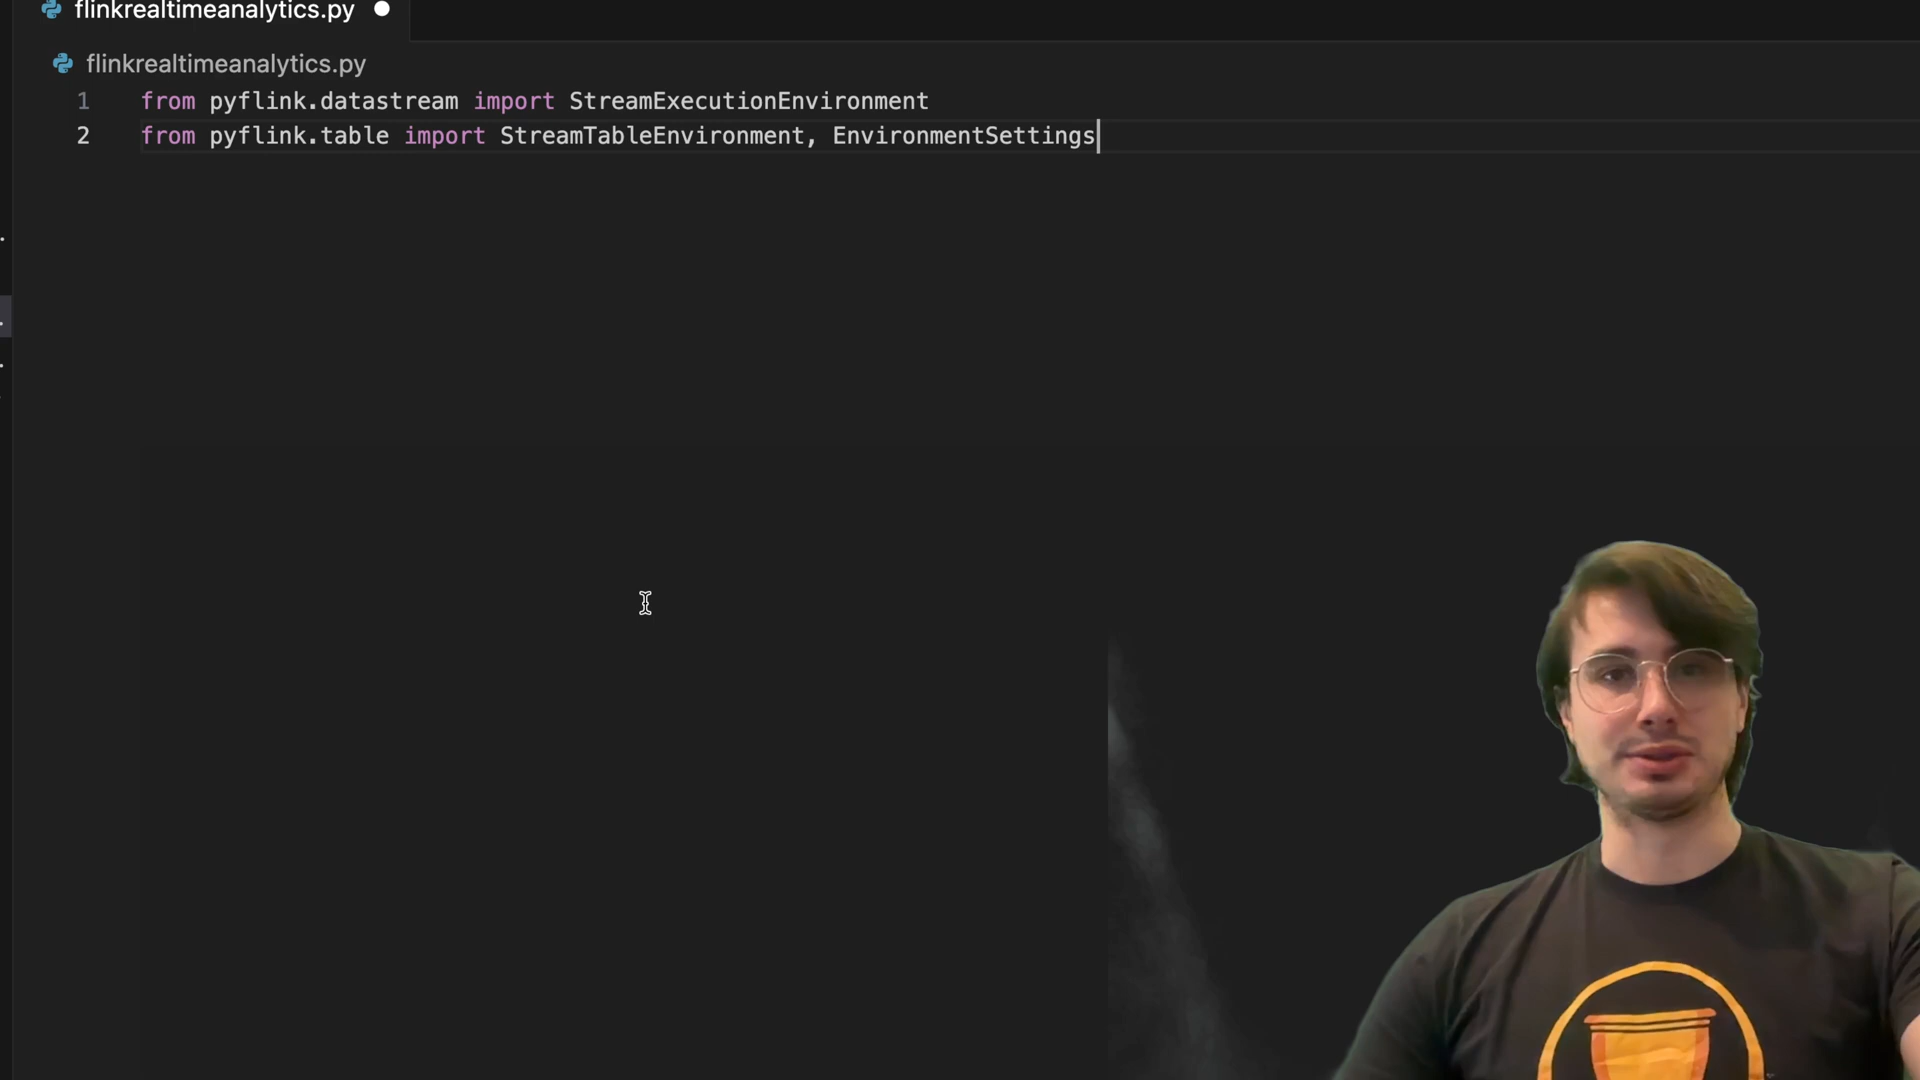 flinkrealtimeanalytics.py
flinkrealtimeanalytics.py
1 from pyflink.datastream import StreamExecutionEnvironment
2 from pyflink.table import StreamTableEnvironment, EnvironmentSettings